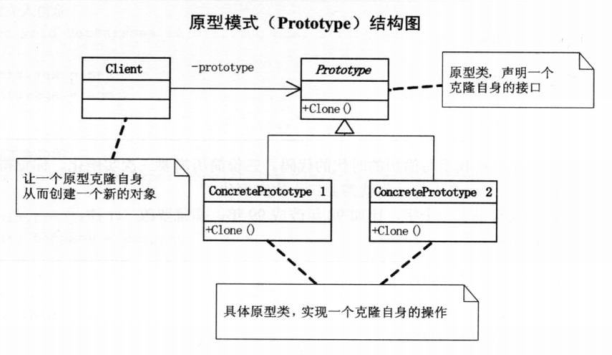 原型模式（Prototype）结构图
Client
-prototype
Prototype
+Clone()
原型类，声明一个
克隆自身的接口
让一个原型克隆自身
从而创建一个新的对象
ConcretePrototype 1
+Clone()
ConcretePrototype 2
+Clone()
具体原型类，实现一个克隆自身的操作